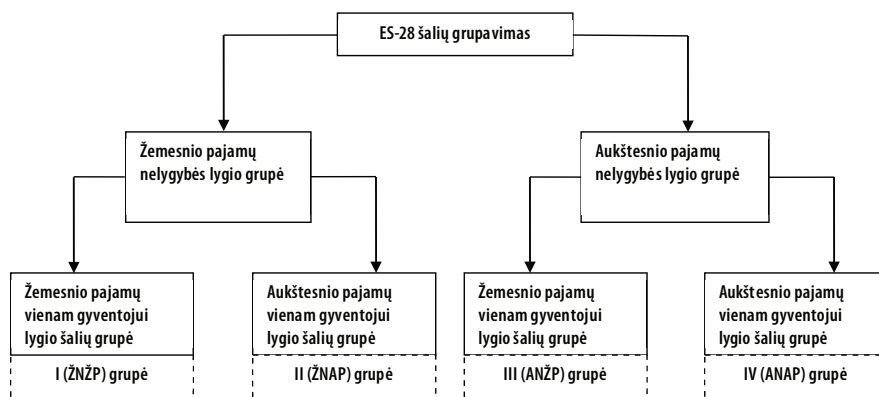 ES-28 šalių grupavimas
Žemesnio pajamų
nelygybės lygio grupė
Aukštesnio pajamų
nelygybės lygio grupė
Žemesnio pajamų
vienam gyventojui
lygio šalių grupė
Aukštesnio pajamų
vienam gyventojui
lygio šalių grupė
Žemesnio pajamų
vienam gyventojui
lygio šalių grupė
Aukštesnio pajamų
vienam gyventojui
lygio šalių grupė
I (ŽNŽP) grupė
II (ŽNAP) grupė
III (ANŽP) grupė
IV (ANAP) grupė